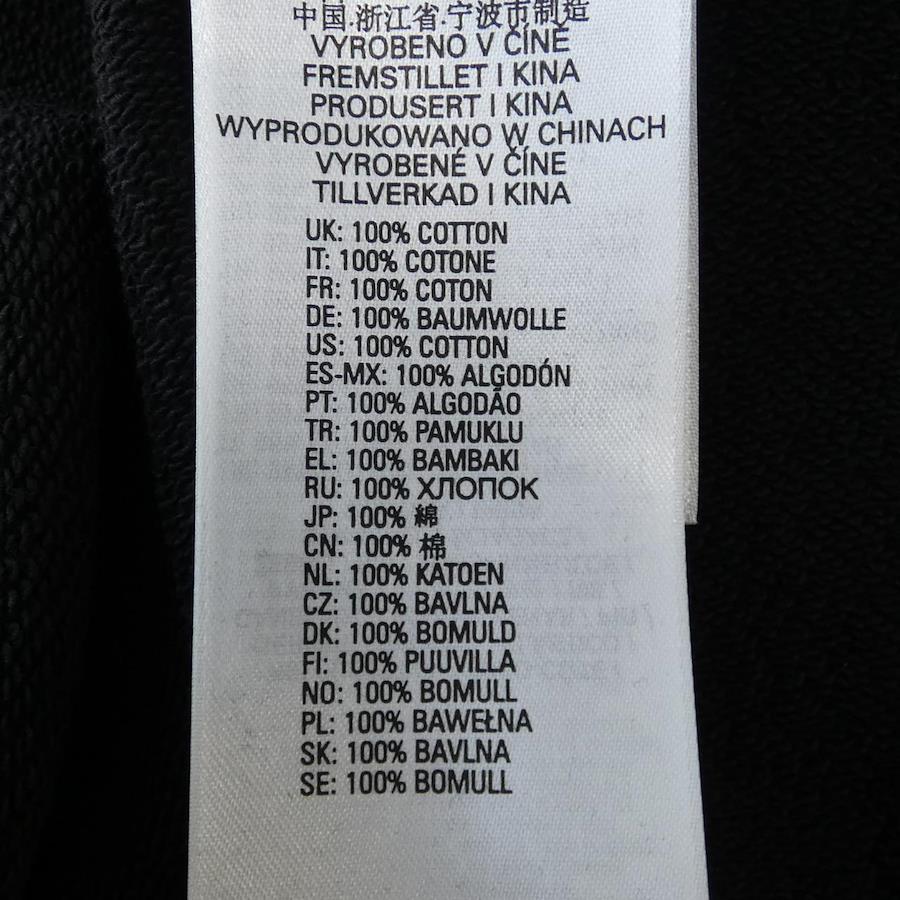 中国.浙江省.宁波市制造
VYROBENO V ČÍNĚ
FREMSTILLET I KINA
PRODUSERT I KINA
WYPRODUKOWANO W CHINACH
VYROBENÉ V ČÍNE
TILLVERKAD I KINA
UK: 100% COTTON
IT: 100% COTONE
FR: 100% COTON
DE: 100% BAUMWOLLE
US: 100% COTTON
ES-MX: 100% ALGODÓN
PT: 100% ALGODÃO
TR: 100% PAMUKLU
EL: 100% BAMBAKI
RU: 100% ХЛОПОК
JP: 100% 綿
CN: 100% 棉
NL: 100% KATOEN
CZ: 100% BAVLNA
DK: 100% BOMULD
FI: 100% PUUVILLA
NO: 100% BOMULL
PL: 100% BAWEŁNA
SK: 100% BAVLNA
SE: 100% BOMULL